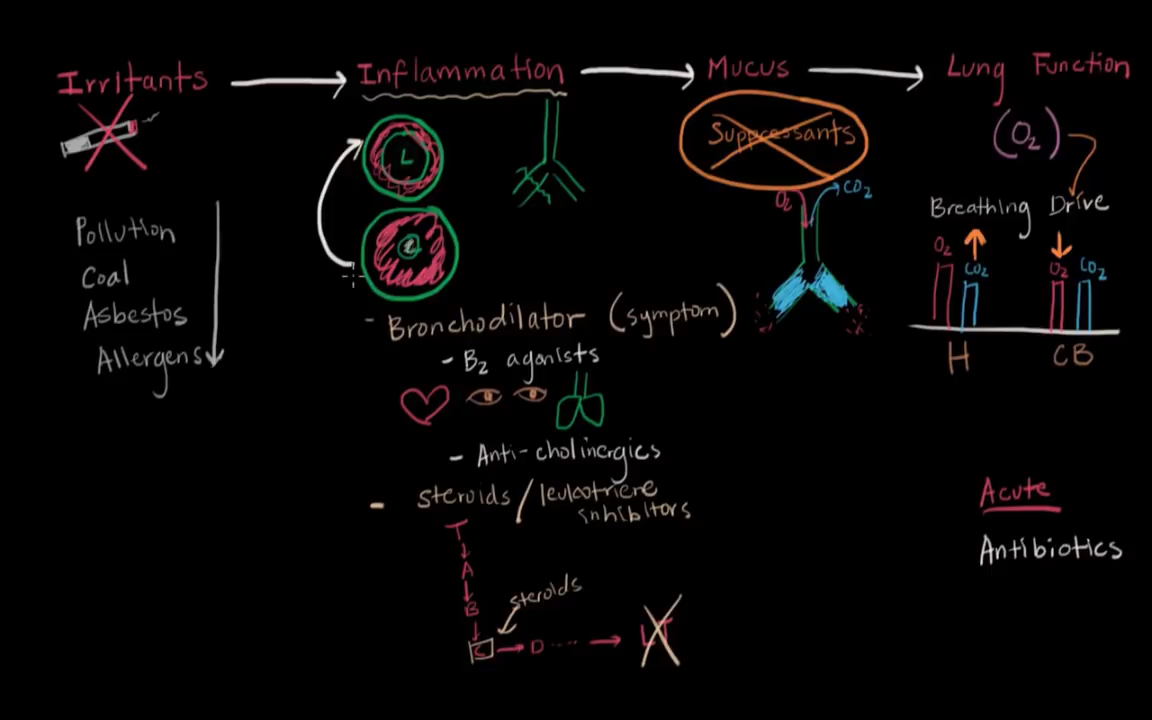 Irritants
Inflammation
Mucus
Lung Function
Suppressants
(O2)
L
O2
CO2
Pollution
Coal
Asbestos
Allergens
L
Breathing Drive
O2
CO2
O2
CO2
H
CB
- Bronchodilator (symptom)
- B2 agonists
- Anti-cholinergics
- steroids / leukotriene
inhibitors
T
A
B
C
D ....
LT
steroids
Acute
Antibiotics